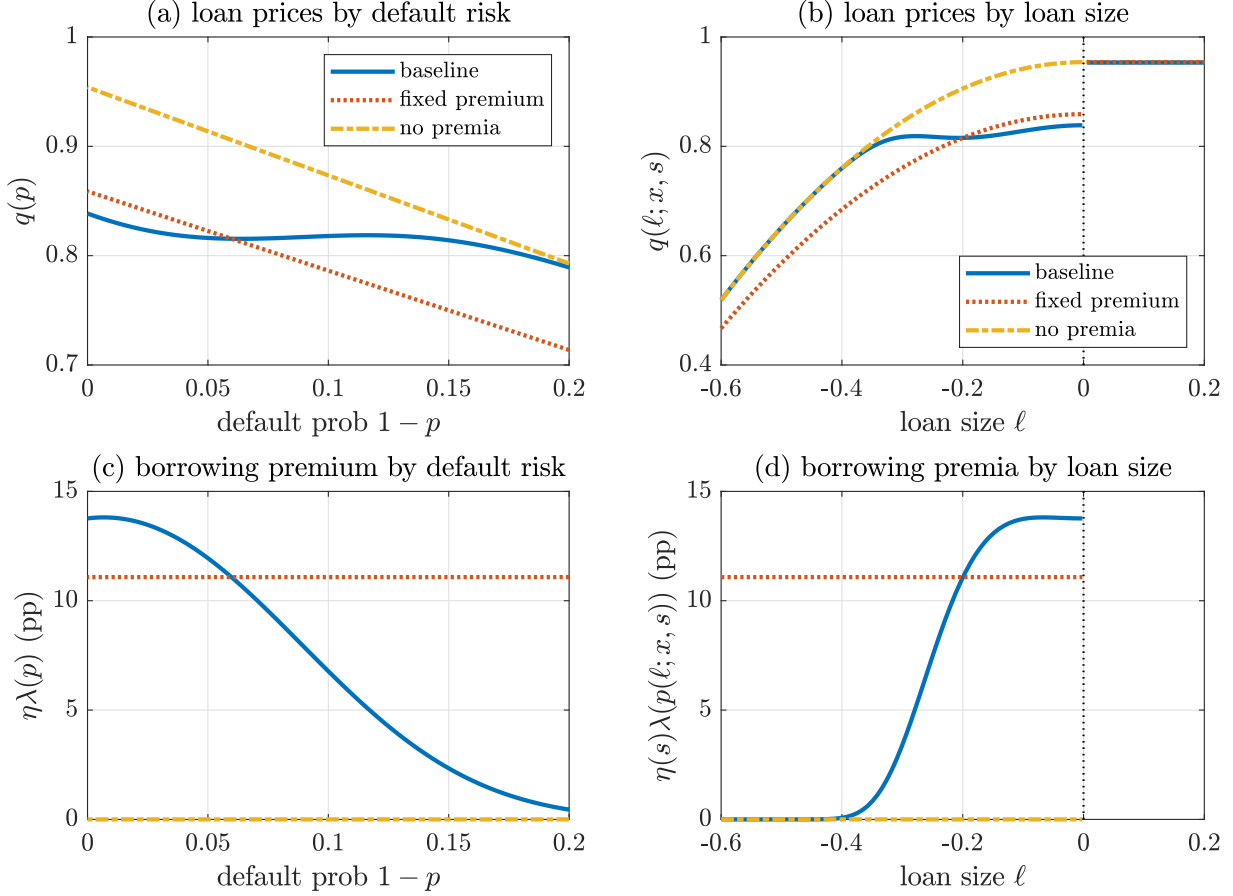 (a) loan prices by default risk
1
0.9
0.8
0.7
q(p)
baseline
fixed premium
no premia
0
0.05
0.1
0.15
0.2
default prob 1 − p
(b) loan prices by loan size
1
0.8
0.6
0.4
q(ℓ; x, s)
baseline
fixed premium
no premia
-0.6
-0.4
-0.2
0
0.2
loan size ℓ
(c) borrowing premium by default risk
15
10
5
0
ηλ(p) (pp)
0
0.05
0.1
0.15
0.2
default prob 1 − p
(d) borrowing premia by loan size
15
10
5
0
η(s)λ(p(ℓ; x, s)) (pp)
-0.6
-0.4
-0.2
0
0.2
loan size ℓ